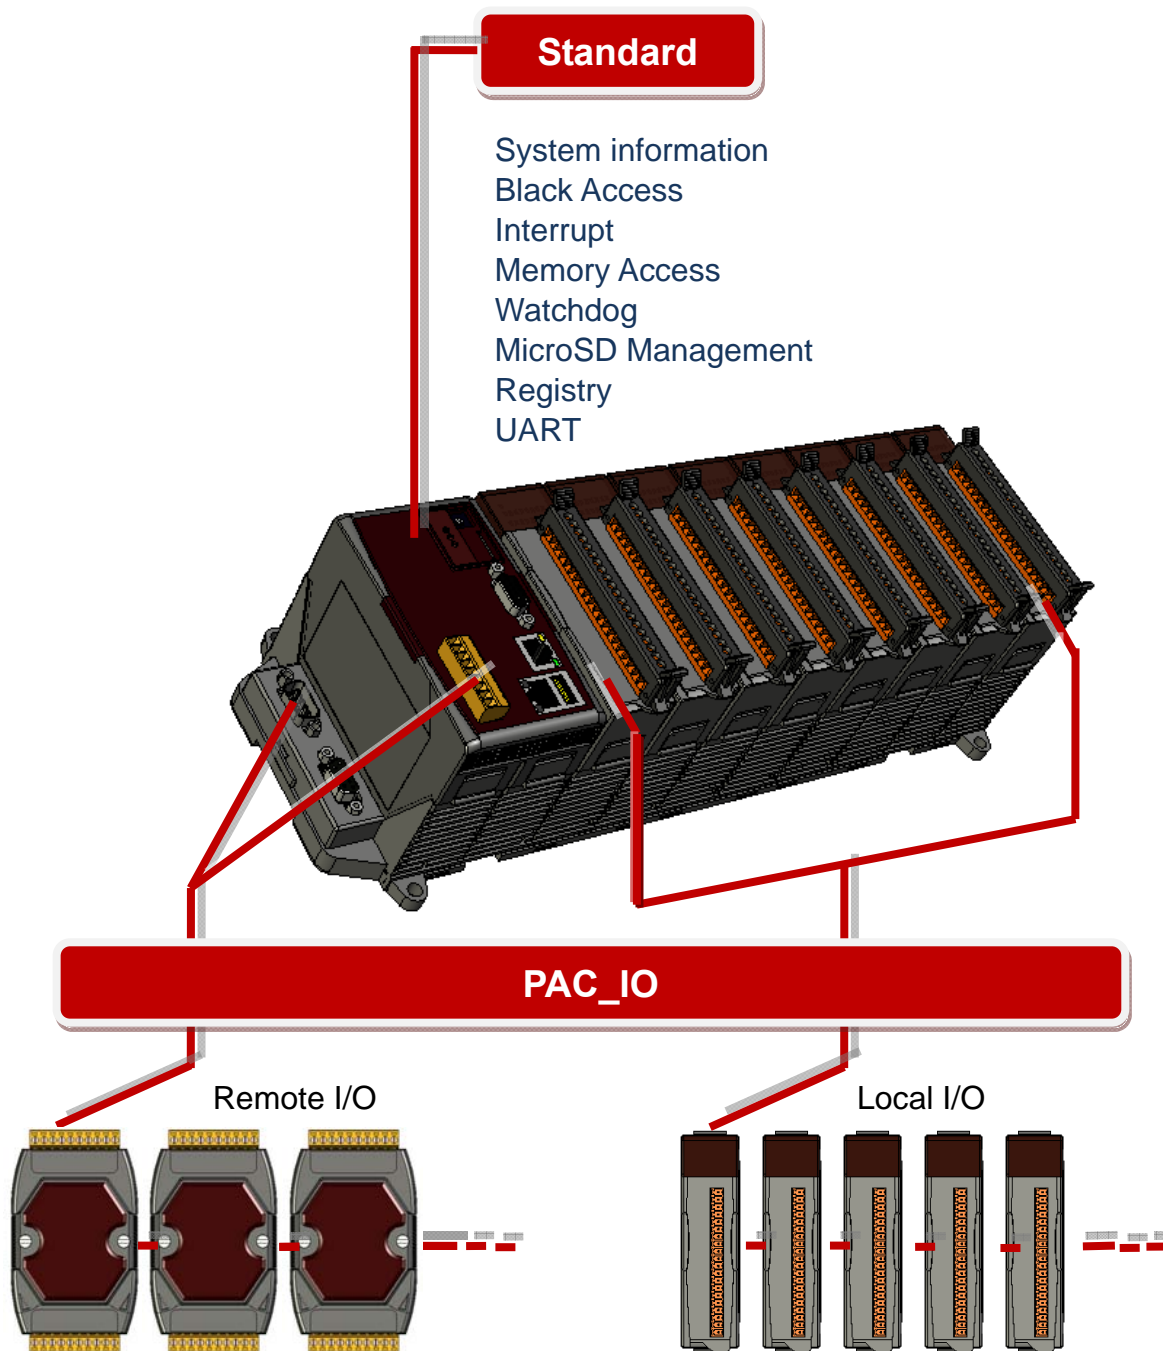 Standard
System information
Black Access
Interrupt
Memory Access
Watchdog
MicroSD Management
Registry
UART
PAC_IO
Remote I/O
Local I/O